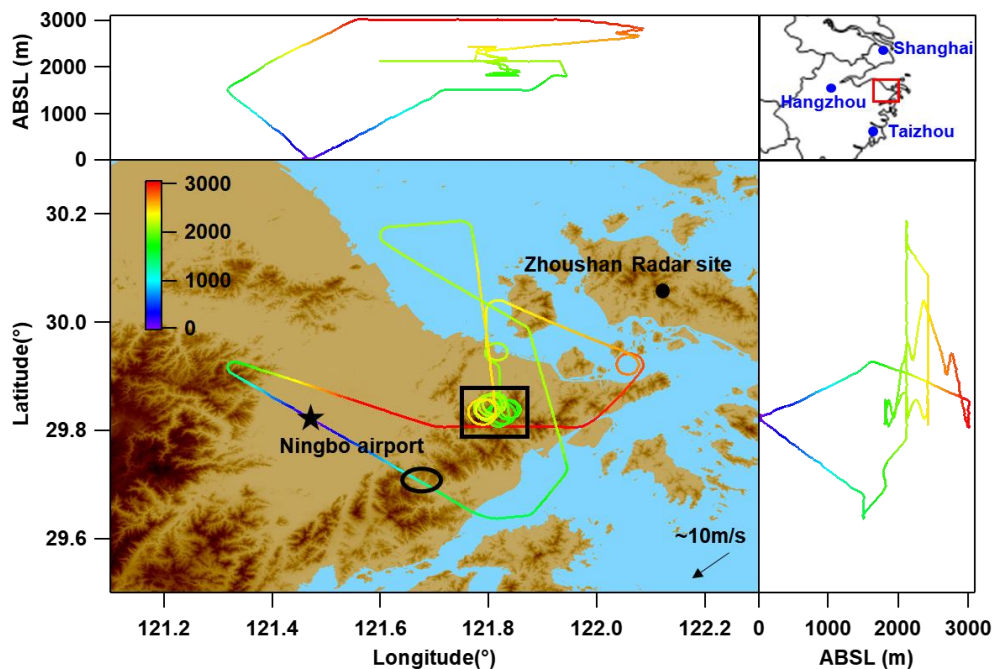 ABSL (m)
3000
2000
1000
0
Shanghai
Hangzhou
Taizhou
3000
2000
1000
0
Latitude(°)
30.2
30.0
29.8
29.6
Zhoushan Radar site
Ningbo airport
~10m/s
121.2
121.4
121.6
121.8
122.0
122.2
Longitude(°)
0
1000
2000
3000
ABSL (m)